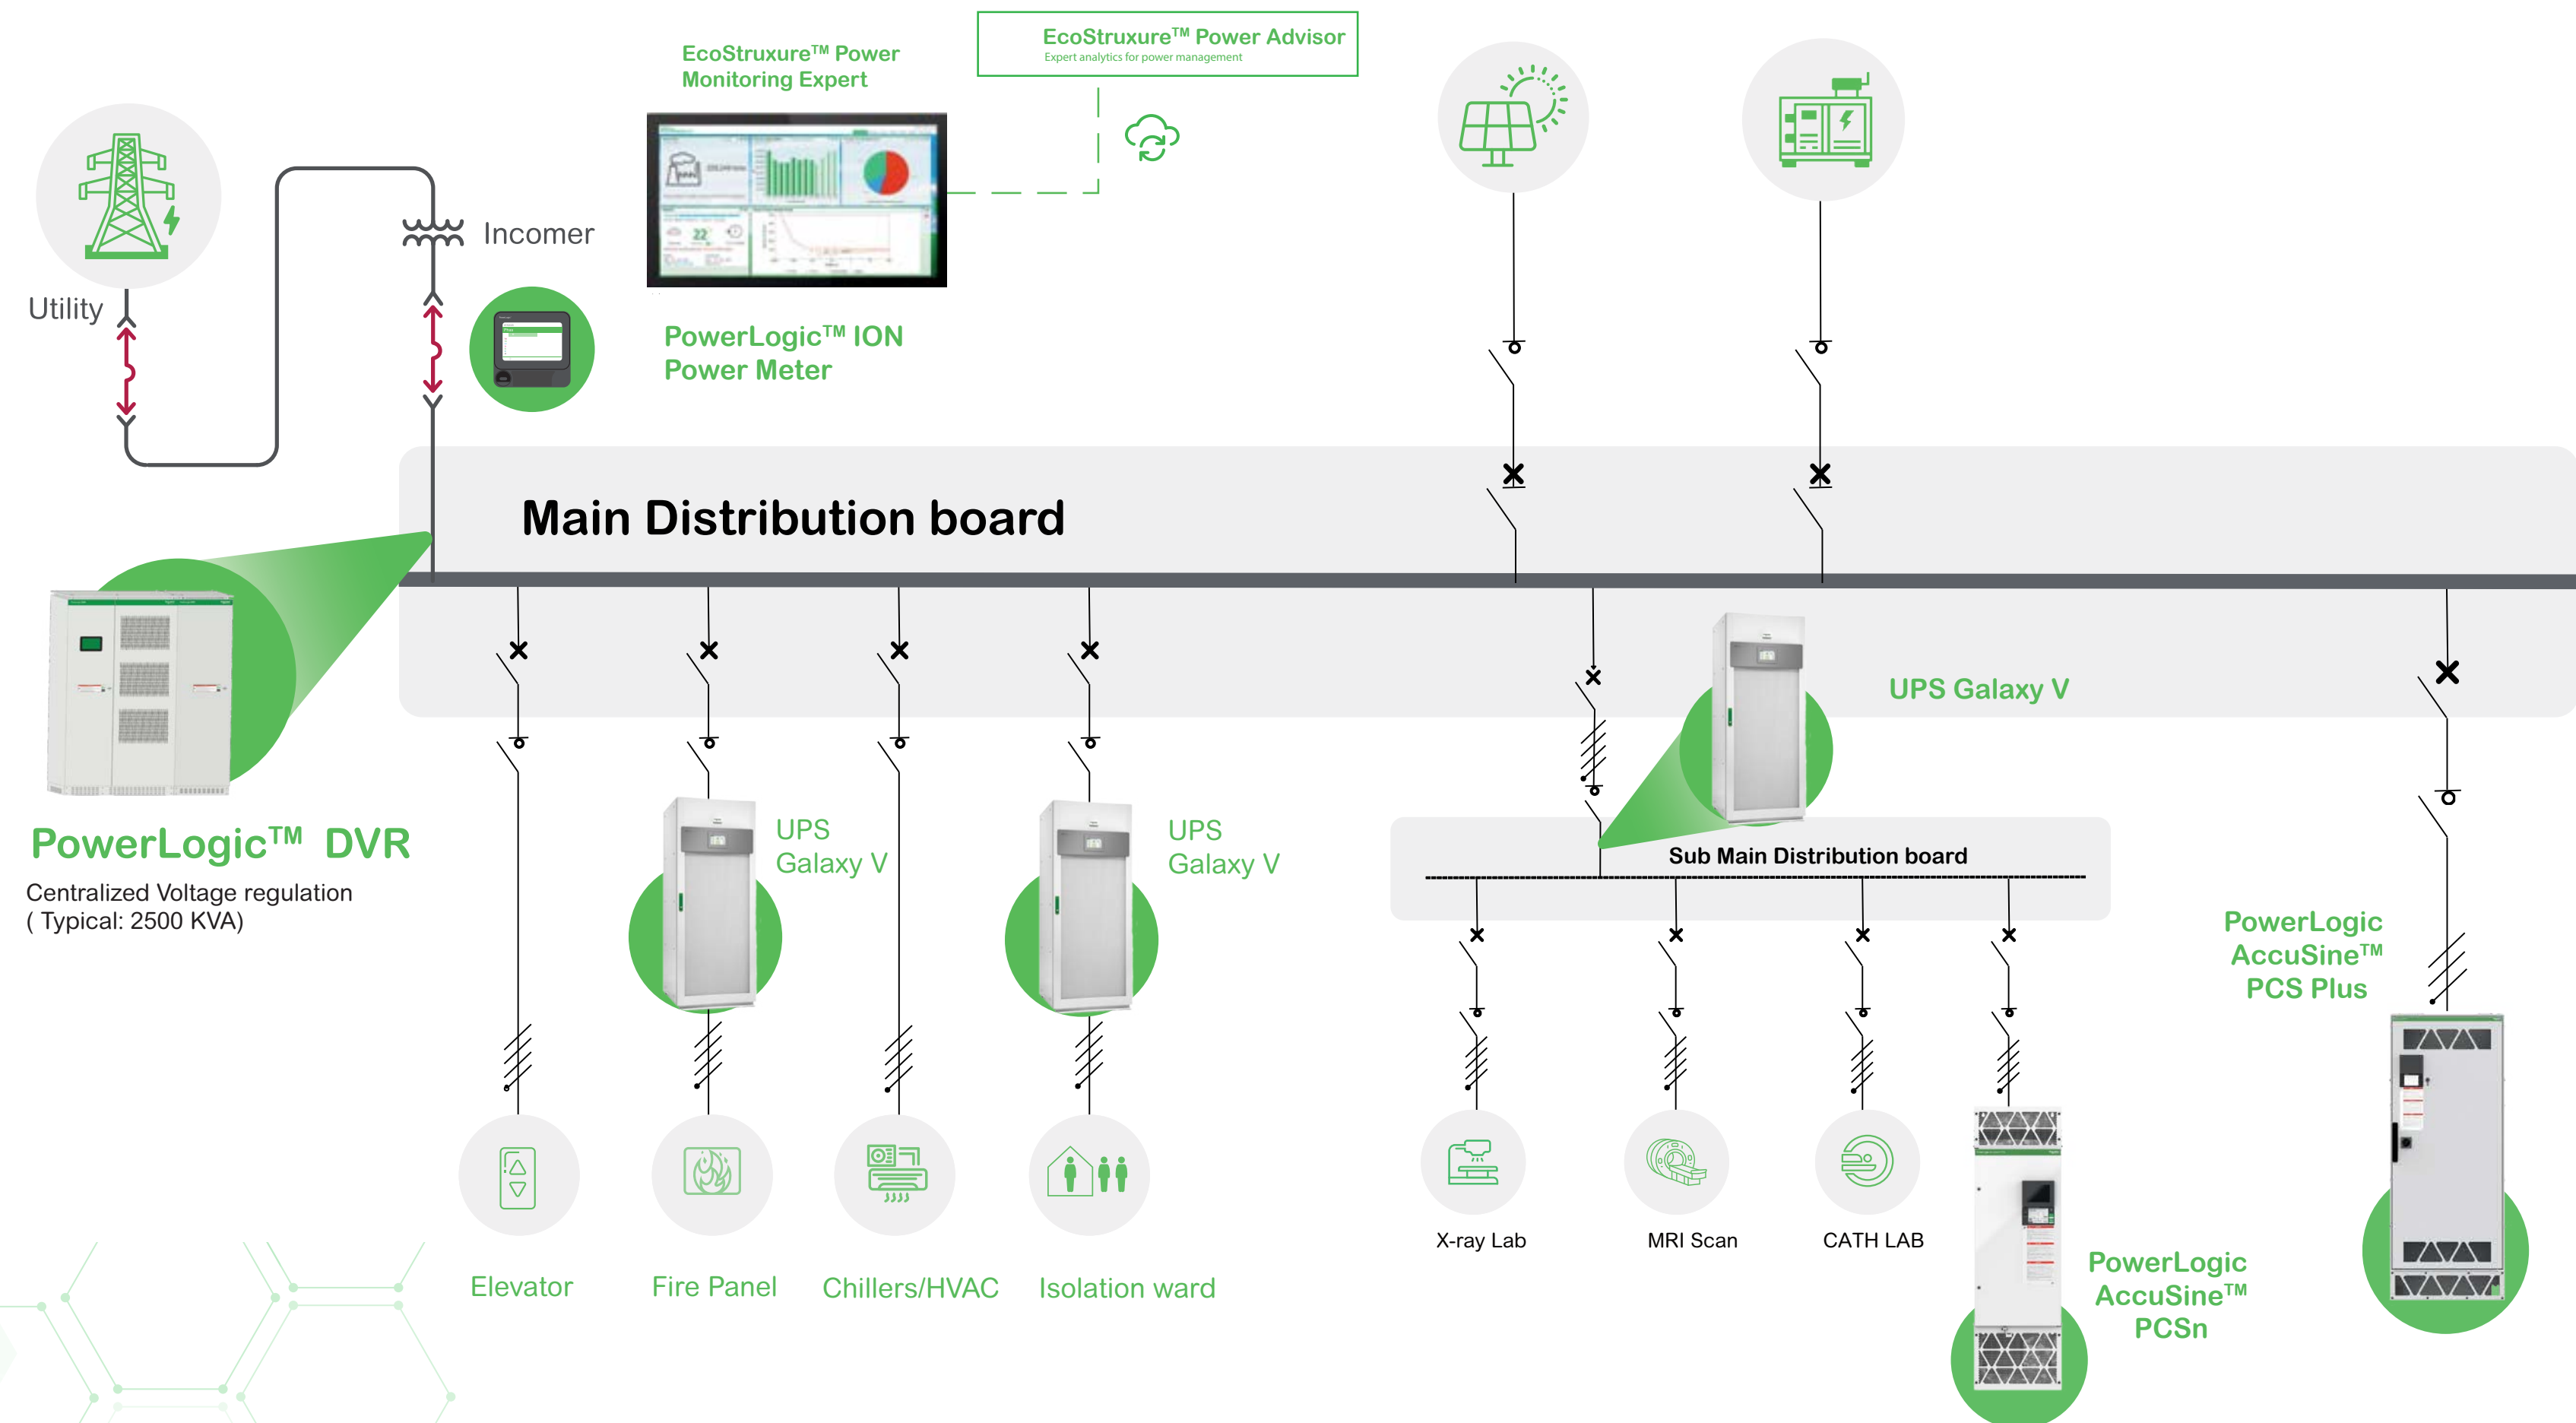 EcoStruxure™ Power Advisor
Expert analytics for power management
EcoStruxure™ Power
Monitoring Expert
Utility
Incomer
22
PowerLogic™ ION
Power Meter
Main Distribution board
PowerLogic™ DVR
Centralized Voltage regulation
( Typical: 2500 KVA)
UPS
Galaxy V
UPS
Galaxy V
UPS Galaxy V
Sub Main Distribution board
PowerLogic
AccuSine™
PCS Plus
Elevator
Fire Panel
Chillers/HVAC
Isolation ward
X-ray Lab
MRI Scan
CATH LAB
PowerLogic
AccuSine™
PCSn